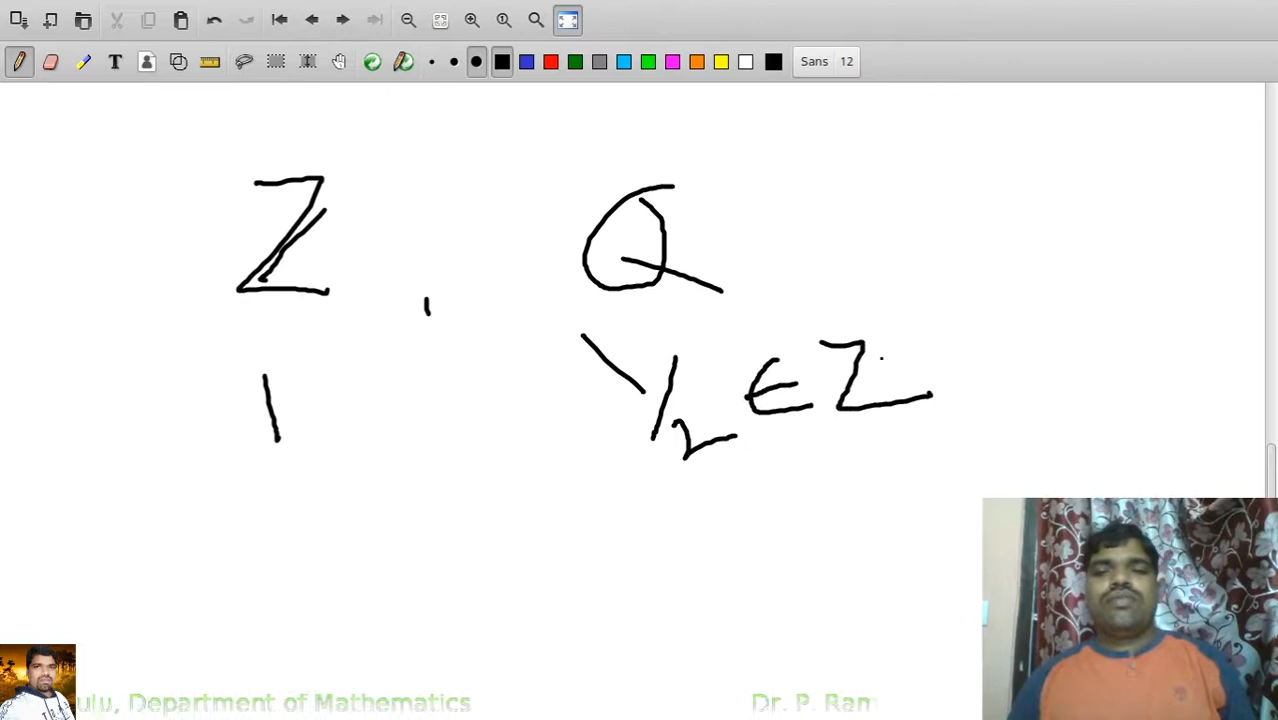 Sans 12
Z , Q
1 \ 1/2 ∈ Z
ulu, Department of Mathematics Dr. P. Ram